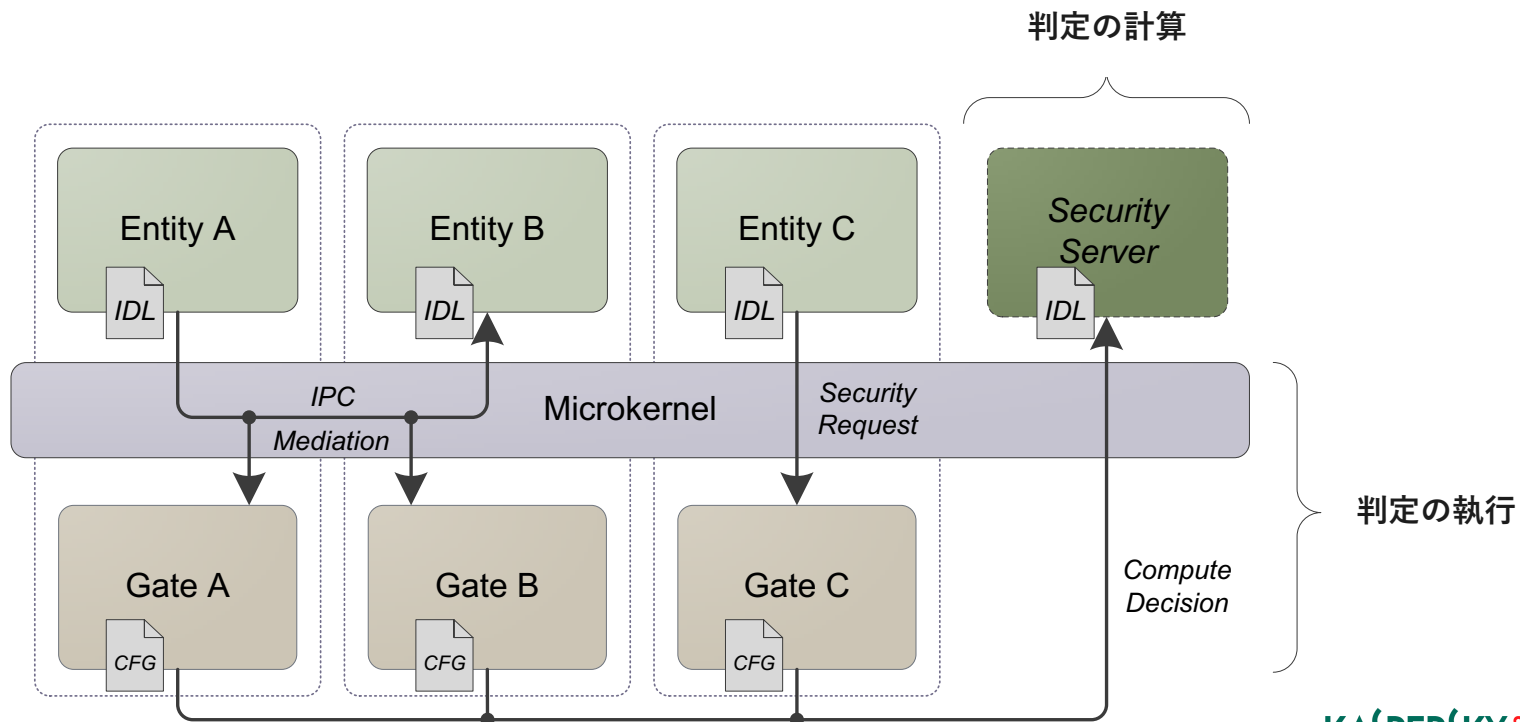 判定の計算
Entity A
Entity B
Entity C
Security
Server
IDL
IDL
IDL
IDL
IPC
Microkernel
Mediation
Security
Request
判定の執行
Gate A
Gate B
Gate C
Compute
Decision
CFG
CFG
CFG